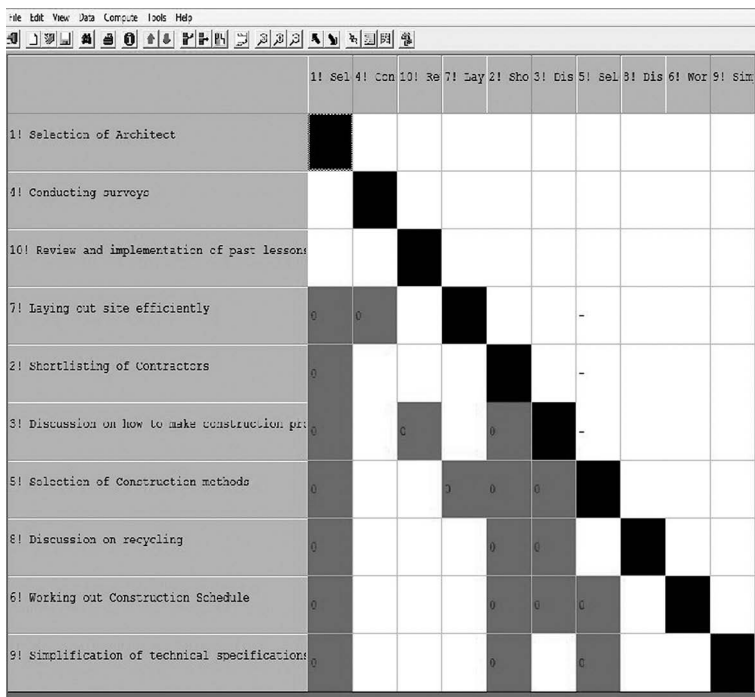 File Edit View Data Compute Tools Help
1! Sel 4! Con 10! Re 7! Lay 2! Sho 3! Dis 5! Sel 8! Dis 6! Wor 9! Sim
1! Selection of Architect
4! Conducting surveys
10! Review and implementation of past lessons
7! Laying out site efficiently 0 0 -
2! Shortlisting of Contractors 0 -
3! Discussion on how to make construction pr 0 0 0 -
5! Selection of Construction methods 0 0 0 0
8! Discussion on recycling 0 0 0
6! Working out Construction Schedule 0 0 0 0
9! Simplification of technical specifications 0 0 0